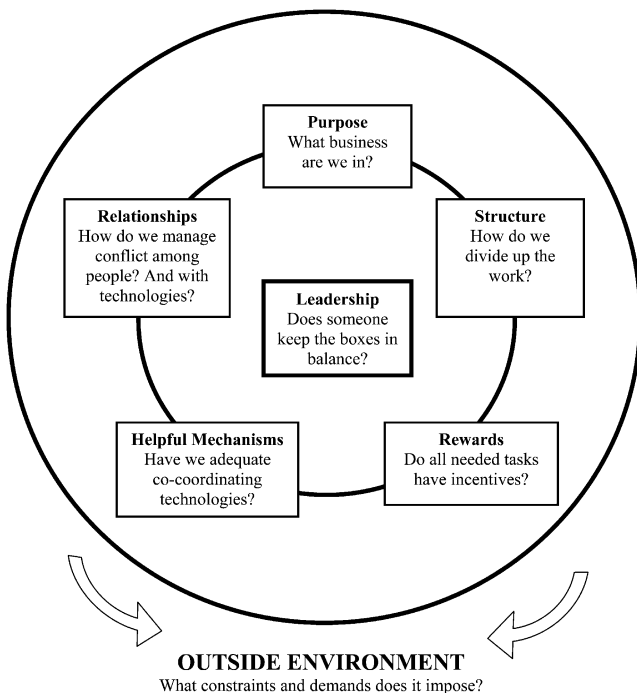 Purpose
What business
are we in?
Relationships
How do we manage
conflict among
people? And with
technologies?
Structure
How do we
divide up the
work?
Leadership
Does someone
keep the boxes in
balance?
Helpful Mechanisms
Have we adequate
co-coordinating
technologies?
Rewards
Do all needed tasks
have incentives?
OUTSIDE ENVIRONMENT
What constraints and demands does it impose?